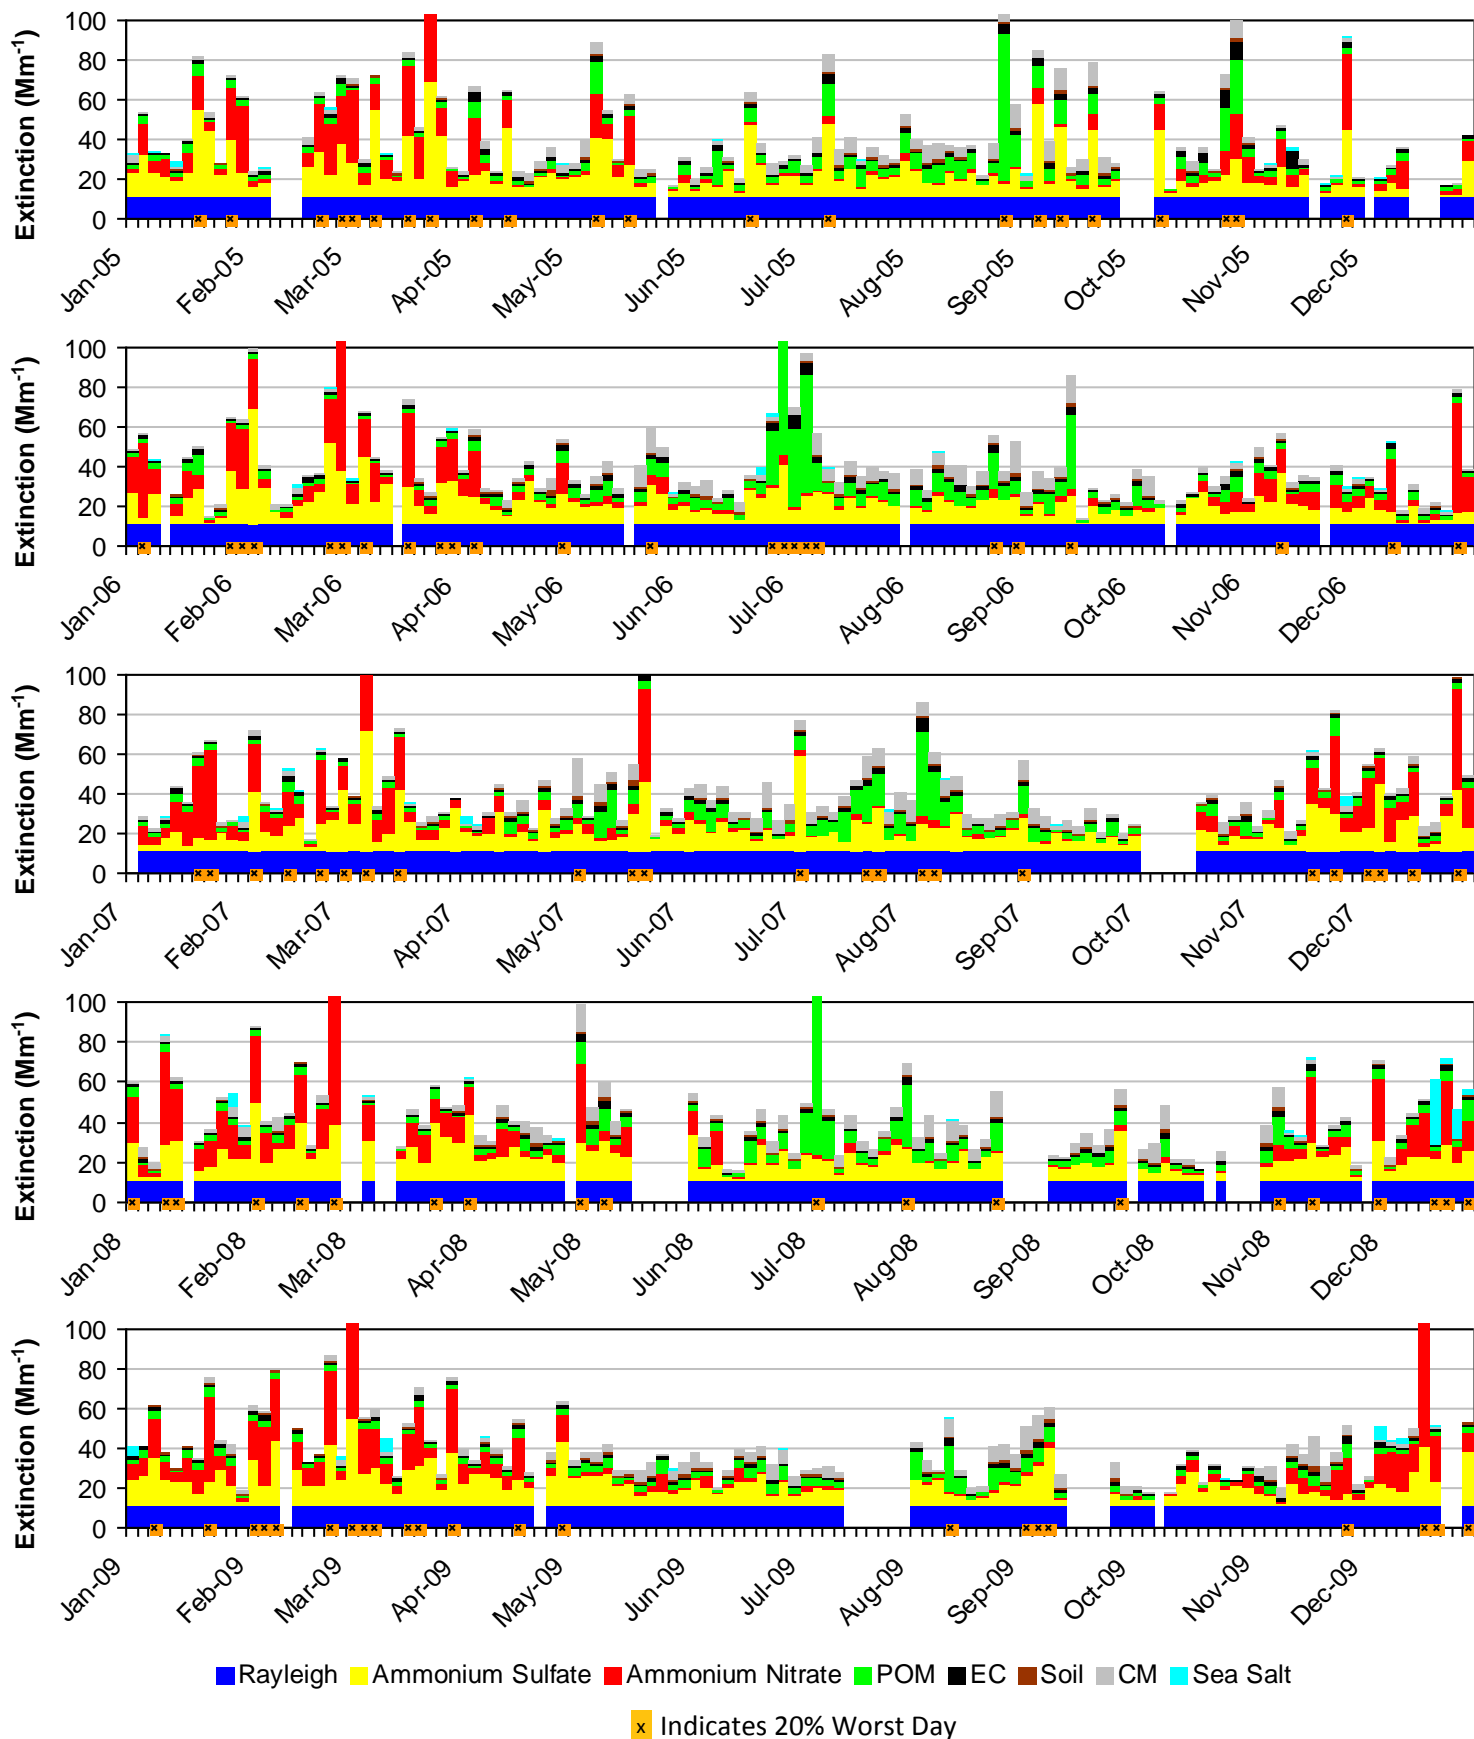 Extinction (Mm-1)
100
80
60
40
20
0
Jan-05 Feb-05 Mar-05 Apr-05 May-05 Jun-05 Jul-05 Aug-05 Sep-05 Oct-05 Nov-05 Dec-05
Extinction (Mm-1)
100
80
60
40
20
0
Jan-06 Feb-06 Mar-06 Apr-06 May-06 Jun-06 Jul-06 Aug-06 Sep-06 Oct-06 Nov-06 Dec-06
Extinction (Mm-1)
100
80
60
40
20
0
Jan-07 Feb-07 Mar-07 Apr-07 May-07 Jun-07 Jul-07 Aug-07 Sep-07 Oct-07 Nov-07 Dec-07
Extinction (Mm-1)
100
80
60
40
20
0
Jan-08 Feb-08 Mar-08 Apr-08 May-08 Jun-08 Jul-08 Aug-08 Sep-08 Oct-08 Nov-08 Dec-08
Extinction (Mm-1)
100
80
60
40
20
0
Jan-09 Feb-09 Mar-09 Apr-09 May-09 Jun-09 Jul-09 Aug-09 Sep-09 Oct-09 Nov-09 Dec-09
Rayleigh Ammonium Sulfate Ammonium Nitrate POM EC Soil CM Sea Salt
x Indicates 20% Worst Day